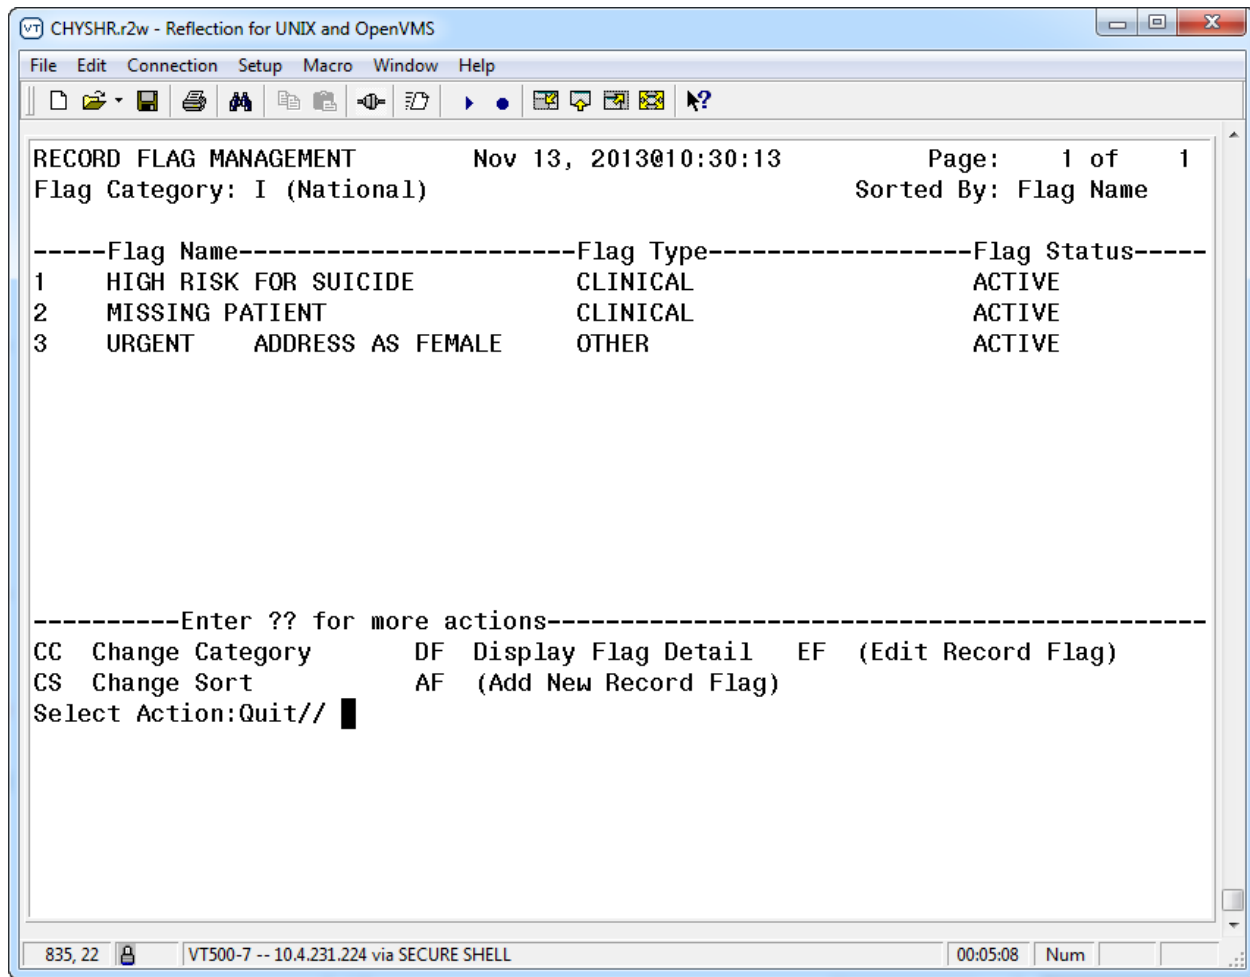 CHYSHR.r2w - Reflection for UNIX and OpenVMS
File Edit Connection Setup Macro Window Help
RECORD FLAG MANAGEMENT Nov 13, 2013@10:30:13 Page: 1 of 1
Flag Category: I (National) Sorted By: Flag Name
-----Flag Name-----------------------Flag Type------------------Flag Status-----
1 HIGH RISK FOR SUICIDE CLINICAL ACTIVE
2 MISSING PATIENT CLINICAL ACTIVE
3 URGENT ADDRESS AS FEMALE OTHER ACTIVE
----------Enter ?? for more actions---------------------------------------------
CC Change Category DF Display Flag Detail EF (Edit Record Flag)
CS Change Sort AF (Add New Record Flag)
Select Action:Quit//
835, 22 VT500-7 -- 10.4.231.224 via SECURE SHELL 00:05:08 Num